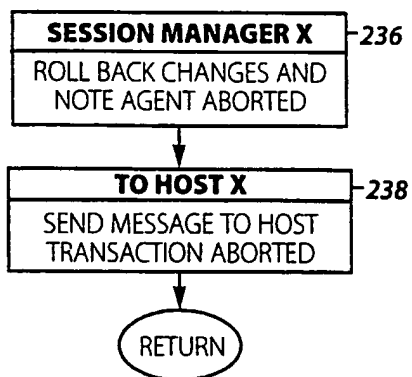 SESSION MANAGER X
236
ROLL BACK CHANGES AND
NOTE AGENT ABORTED
TO HOST X
238
SEND MESSAGE TO HOST
TRANSACTION ABORTED
RETURN